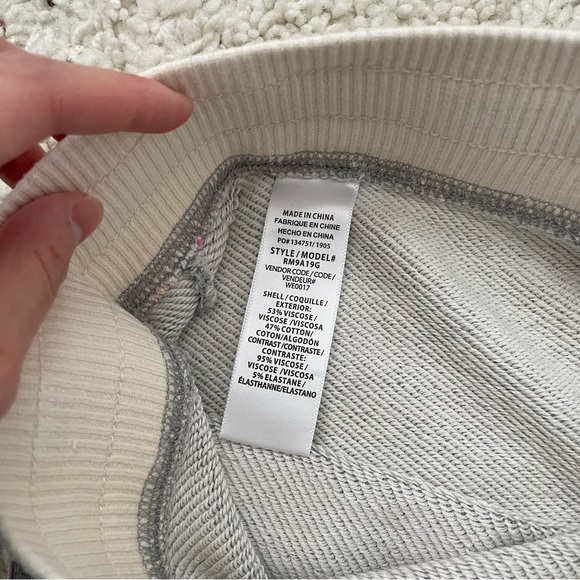 MADE IN CHINA
FABRIQUE EN CHINE
HECHO EN CHINA
PO# 134751/ 1905
STYLE / MODEL#
RM9A19G
VENDOR CODE / CODE/
VENDEUR#
WE0017
SHELL / COQUILLE /
EXTERIOR:
53% VISCOSE /
VISCOSE /VISCOSA
47% COTTON /
COTON/ALGODÓN
CONTRAST/CONTRASTE/
CONTRASTE:
95% VISCOSE /
VISCOSE /VISCOSA
5% ELASTANE /
ÉLASTHANNE/ELASTANO